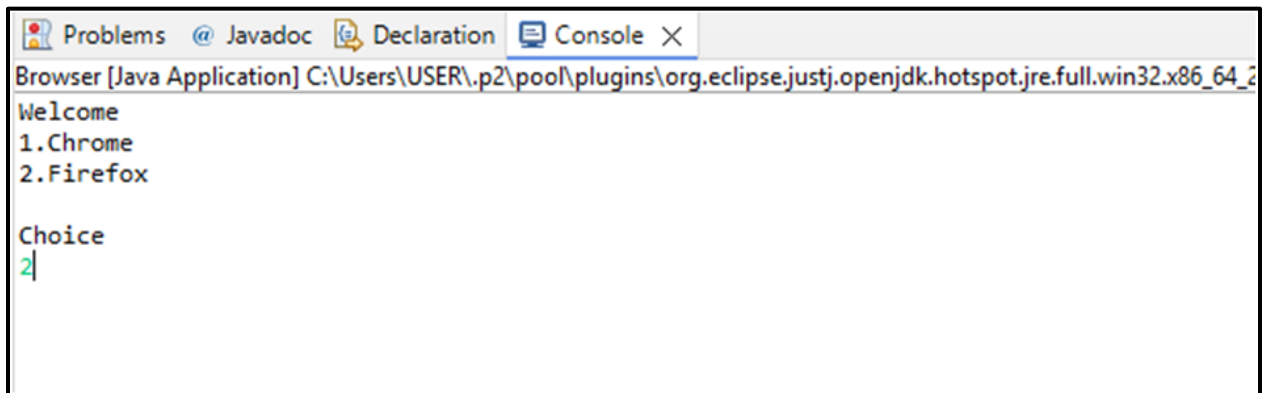 Problems @ Javadoc Declaration Console
Browser [Java Application] C:\Users\USER\.p2\pool\plugins\org.eclipse.justj.openjdk.hotspot.jre.full.win32.x86_64_2
Welcome
1.Chrome
2.Firefox
Choice
2